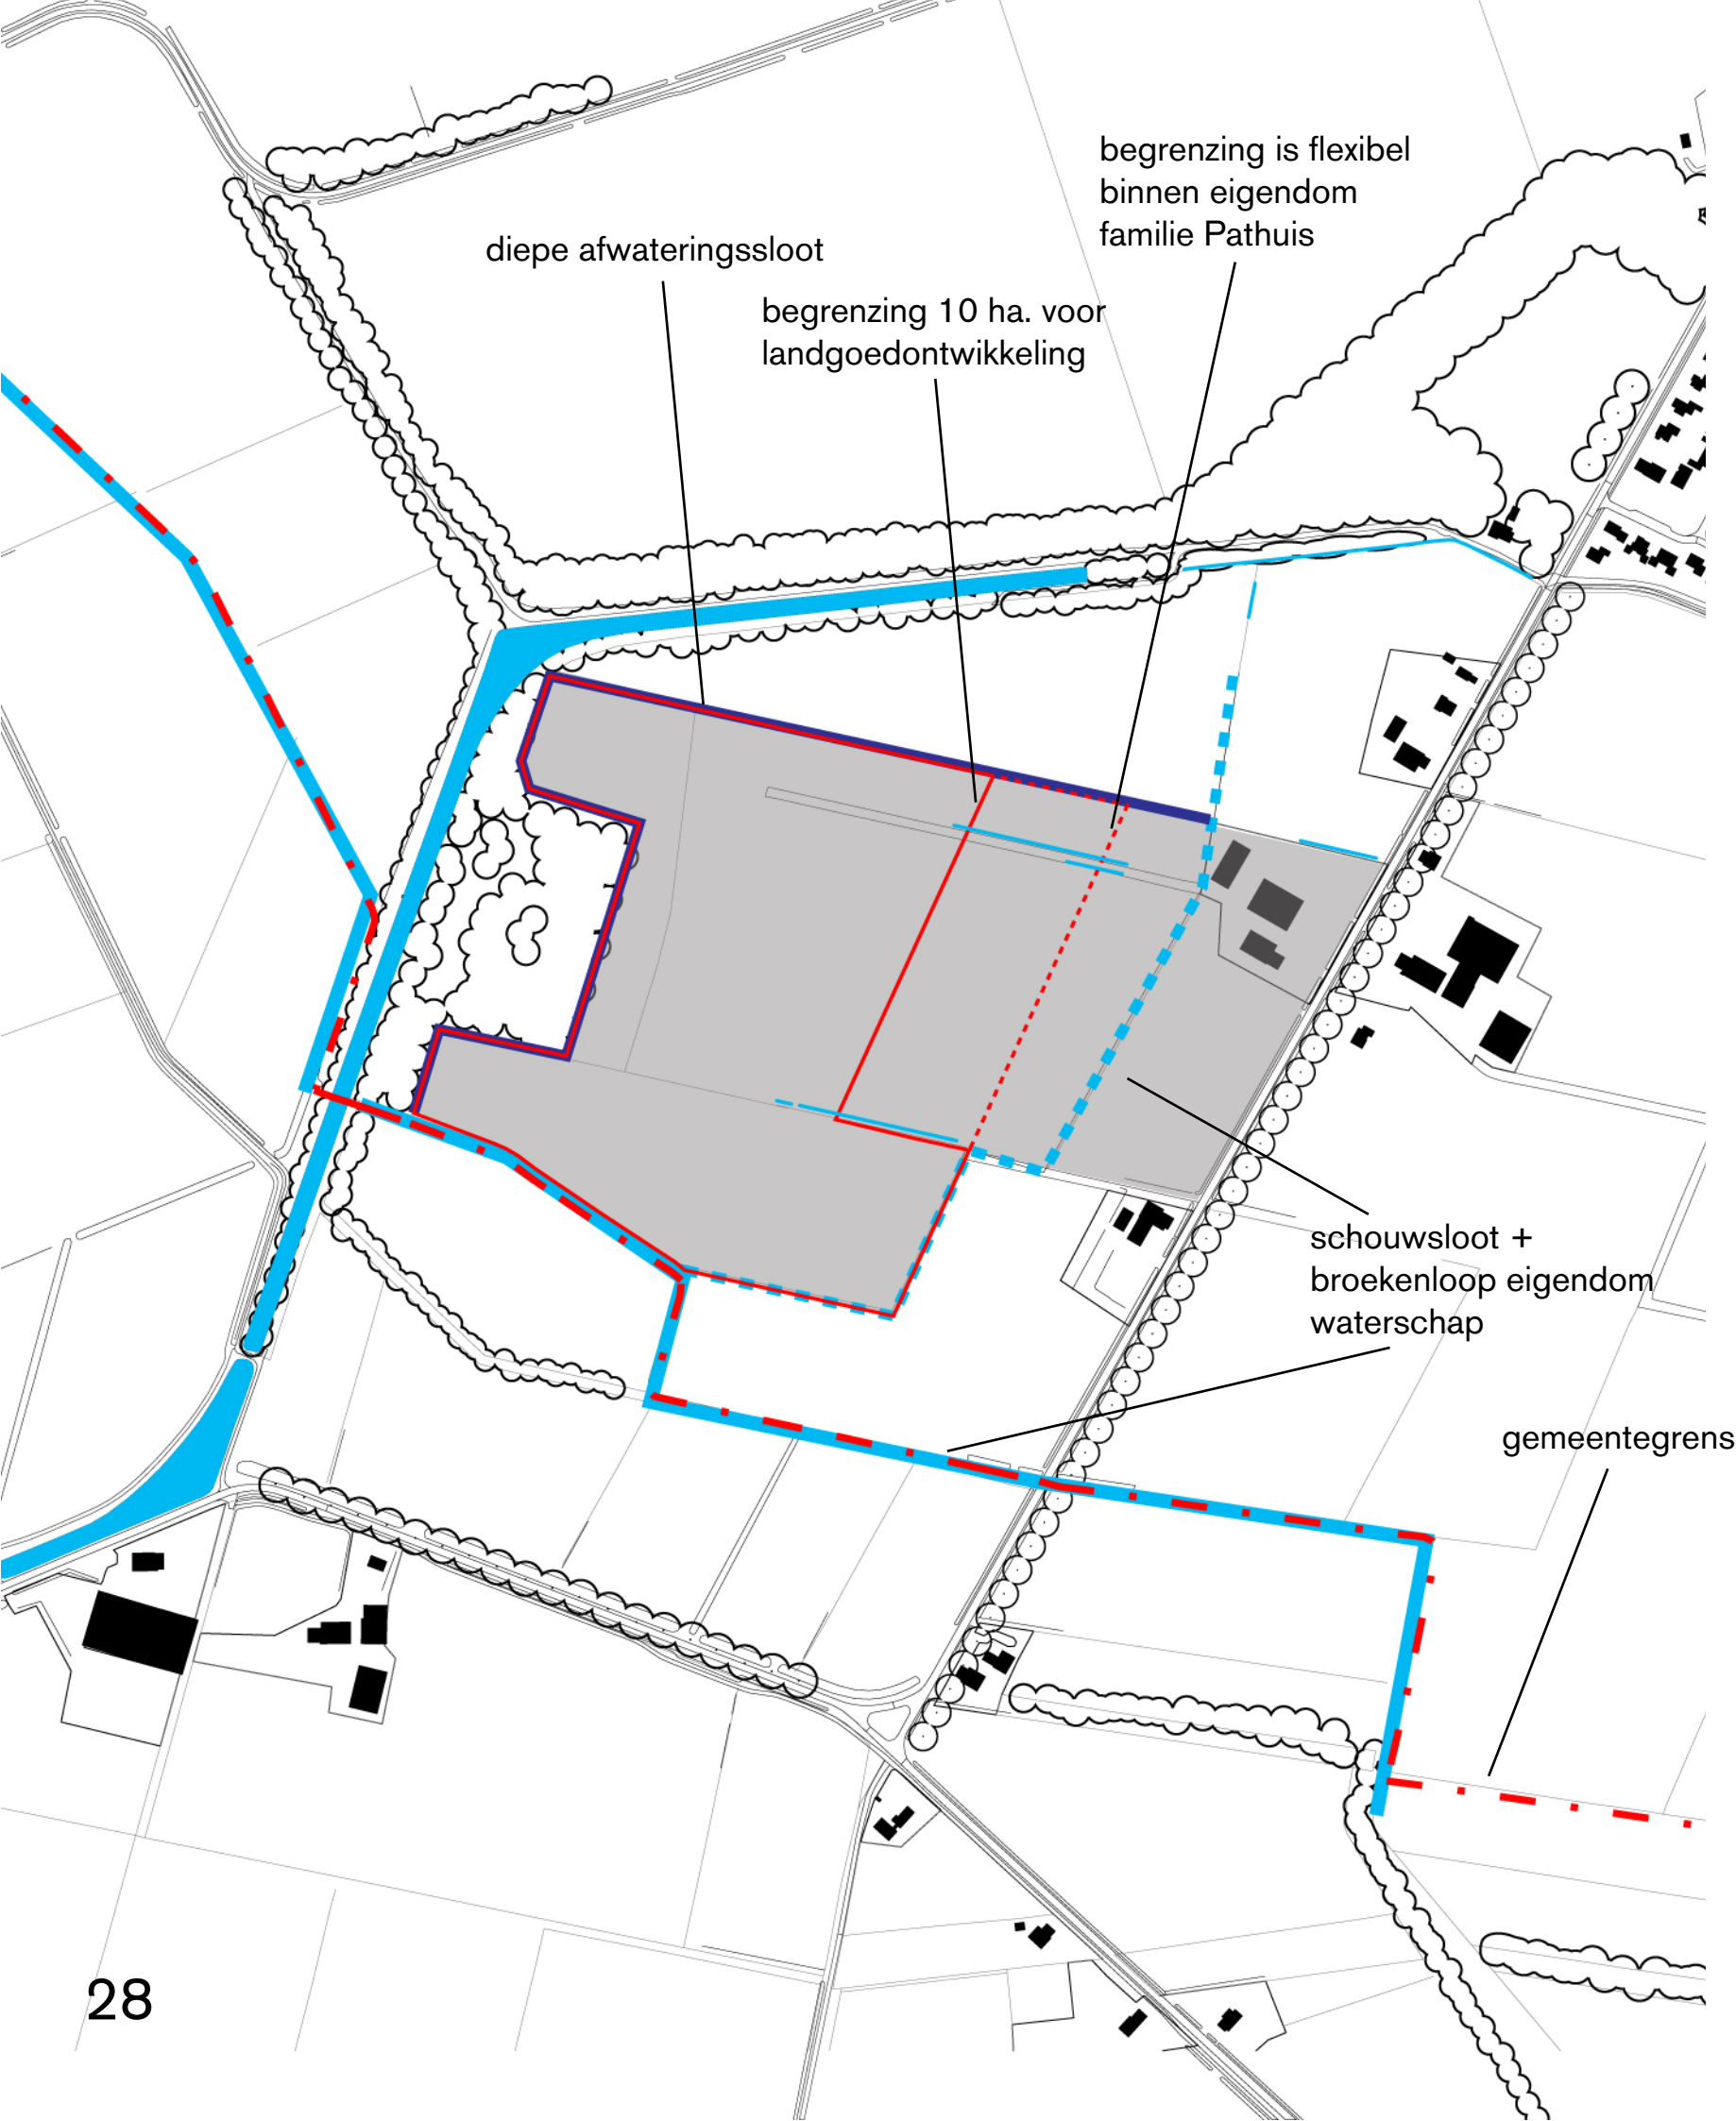 begrenzing is flexibel
binnen eigendom
familie Pathuis
diepe afwateringssloot
begrenzing 10 ha. voor
landgoedontwikkeling
schouwsloot +
broekenloop eigendom
waterschap
gemeentegrens
28